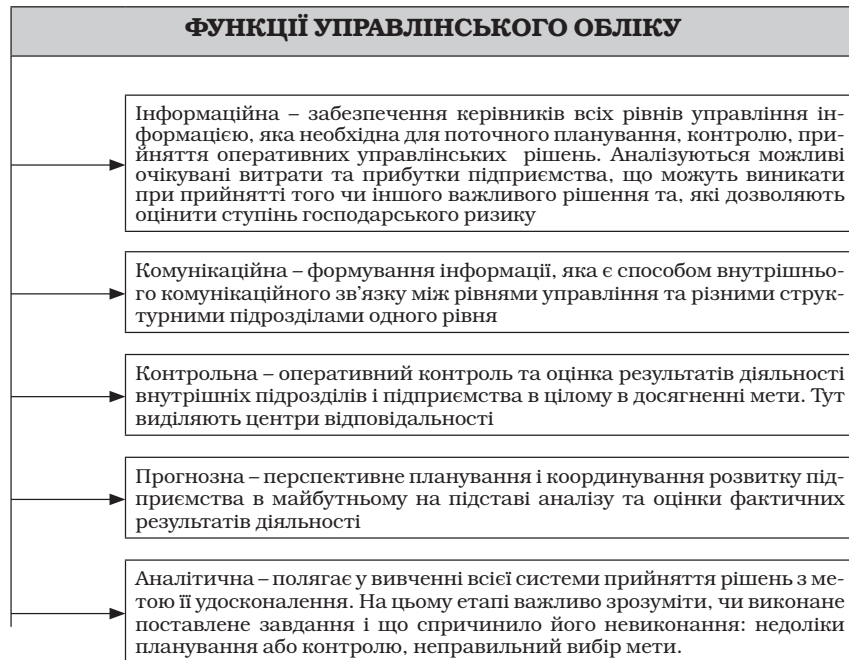 ФУНКЦІЇ УПРАВЛІНСЬКОГО ОБЛІКУ
Інформаційна – забезпечення керівників всіх рівнів управління ін-
формацією, яка необхідна для поточного планування, контролю, при-
йняття оперативних управлінських рішень. Аналізуються можливі
очікувані витрати та прибутки підприємства, що можуть виникати
при прийнятті того чи іншого важливого рішення та, які дозволяють
оцінити ступінь господарського ризику
Комунікаційна – формування інформації, яка є способом внутрішньо-
го комунікаційного зв’язку між рівнями управління та різними струк-
турними підрозділами одного рівня
Контрольна – оперативний контроль та оцінка результатів діяльності
внутрішніх підрозділів і підприємства в цілому в досягненні мети. Тут
виділяють центри відповідальності
Прогнозна – перспективне планування і координування розвитку під-
приємства в майбутньому на підставі аналізу та оцінки фактичних
результатів діяльності
Аналітична – полягає у вивченні всієї системи прийняття рішень з ме-
тою її удосконалення. На цьому етапі важливо зрозуміти, чи виконане
поставлене завдання і що спричинило його невиконання: недоліки
планування або контролю, неправильний вибір мети.